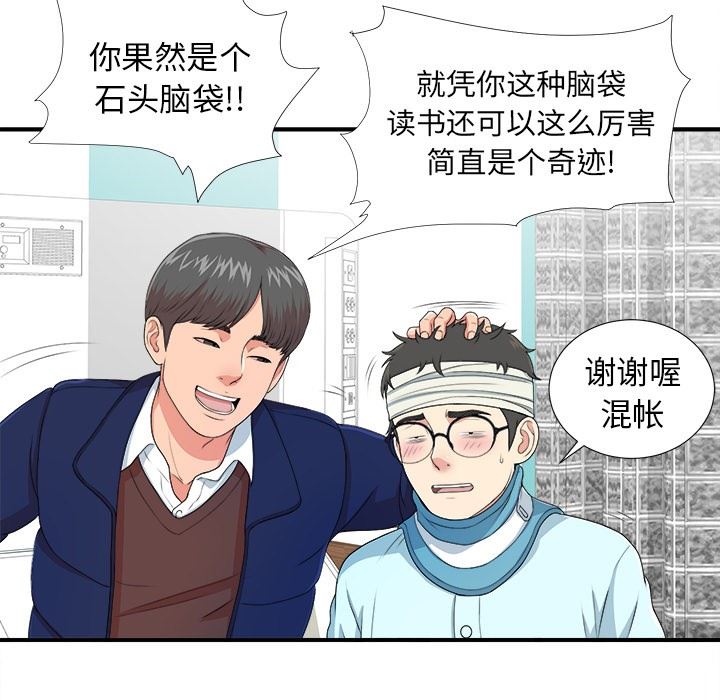 你果然是个
石头脑袋!!
就凭你这种脑袋
读书还可以这么厉害
简直是个奇迹!
谢谢喔
混帐